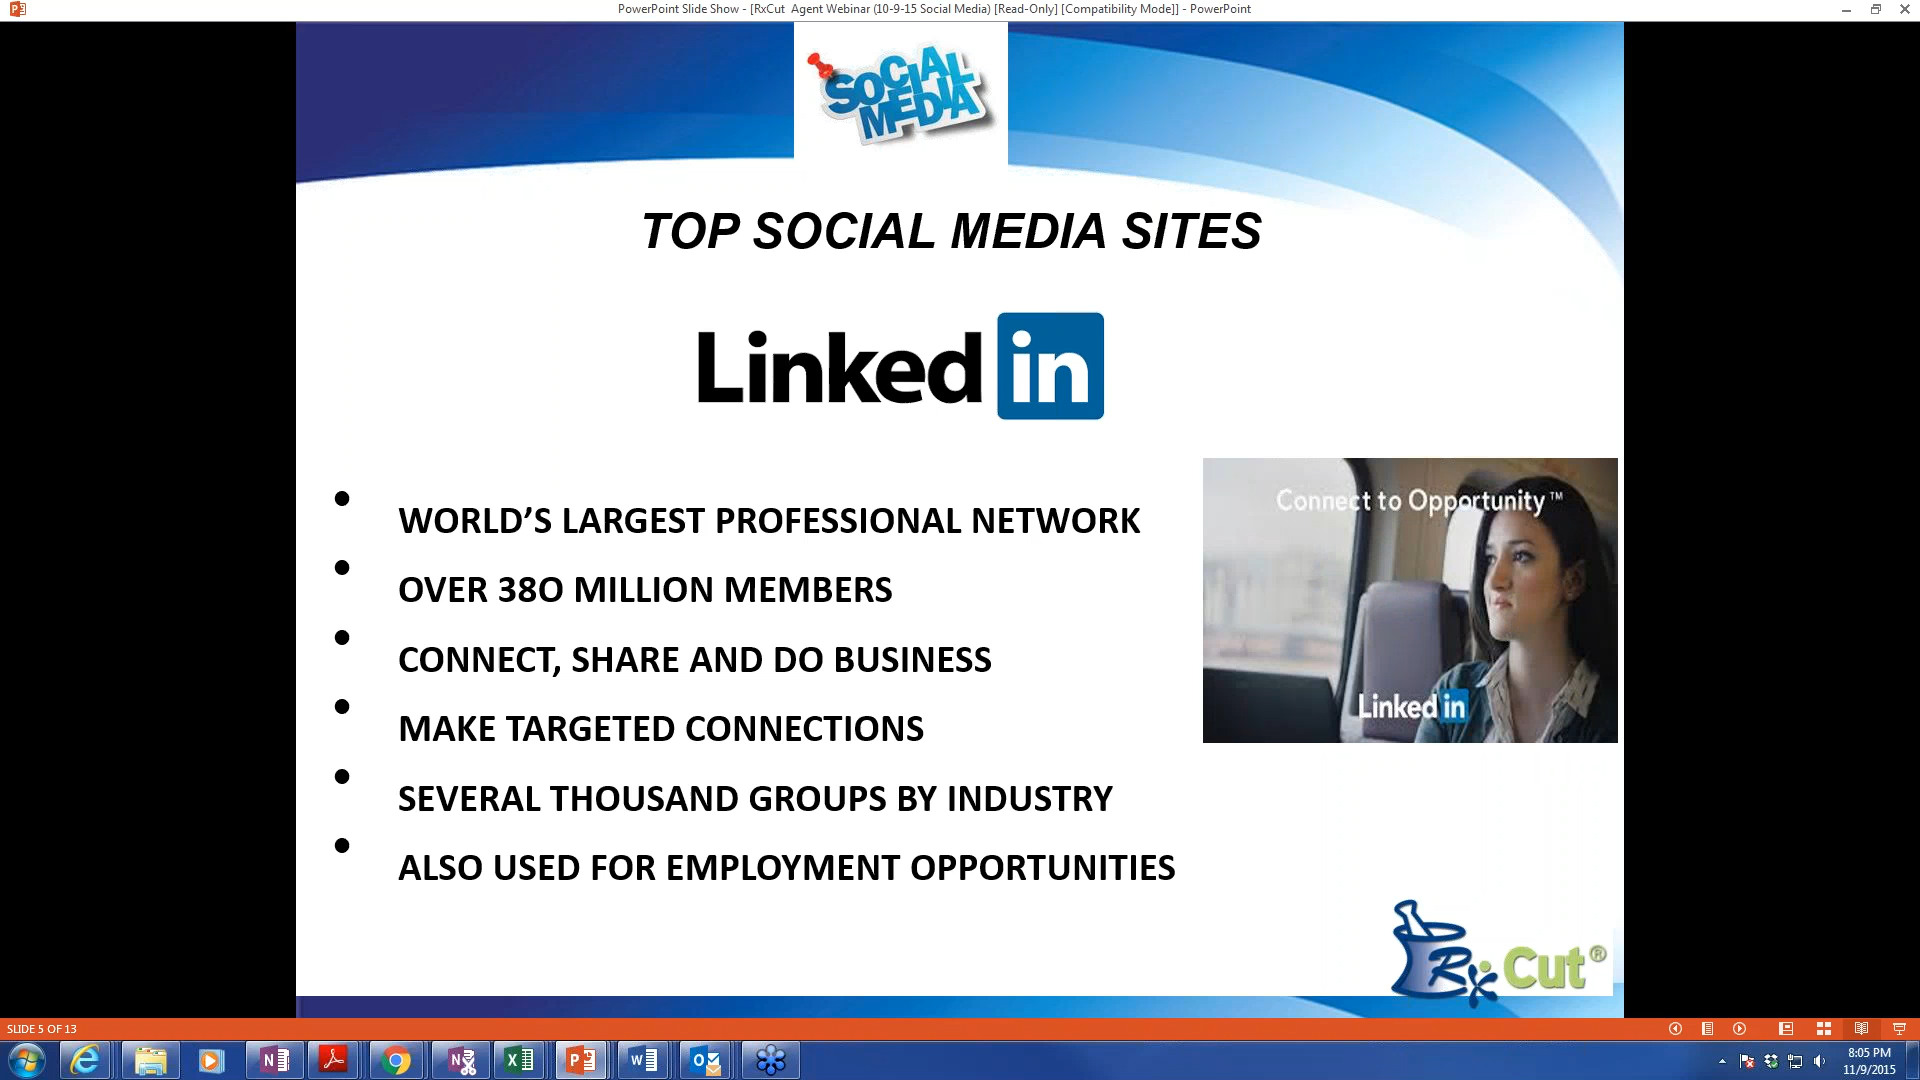 PowerPoint Slide Show - [RxCut  Agent Webinar (10-9-15 Social Media) [Read-Only] [Compatibility Mode]] - PowerPoint
SOCIAL
MEDIA
TOP SOCIAL MEDIA SITES
Linked in
• WORLD’S LARGEST PROFESSIONAL NETWORK
• OVER 38O MILLION MEMBERS
• CONNECT, SHARE AND DO BUSINESS
• MAKE TARGETED CONNECTIONS
• SEVERAL THOUSAND GROUPS BY INDUSTRY
• ALSO USED FOR EMPLOYMENT OPPORTUNITIES
Connect to Opportunity™
Linked in
Rx Cut®
SLIDE 5 OF 13
8:05 PM
11/9/2015